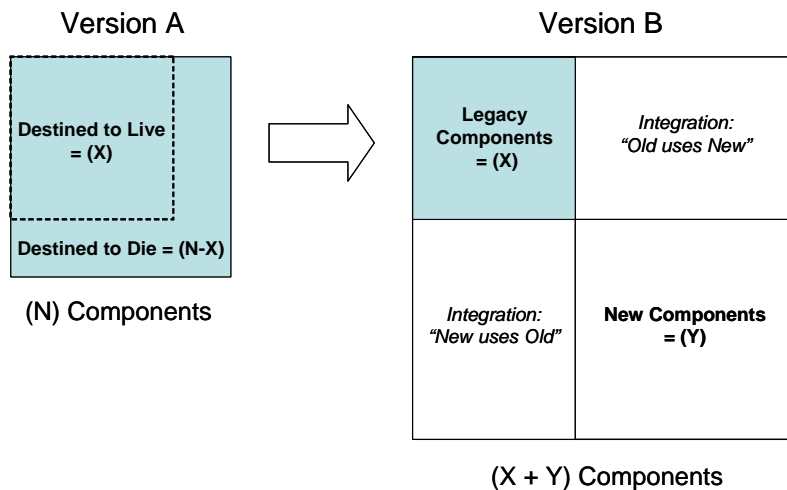 Version A
Version B
Destined to Live
= (X)
Destined to Die = (N-X)
(N) Components
Legacy
Components
= (X)
Integration:
“Old uses New”
Integration:
“New uses Old”
New Components
= (Y)
(X + Y) Components